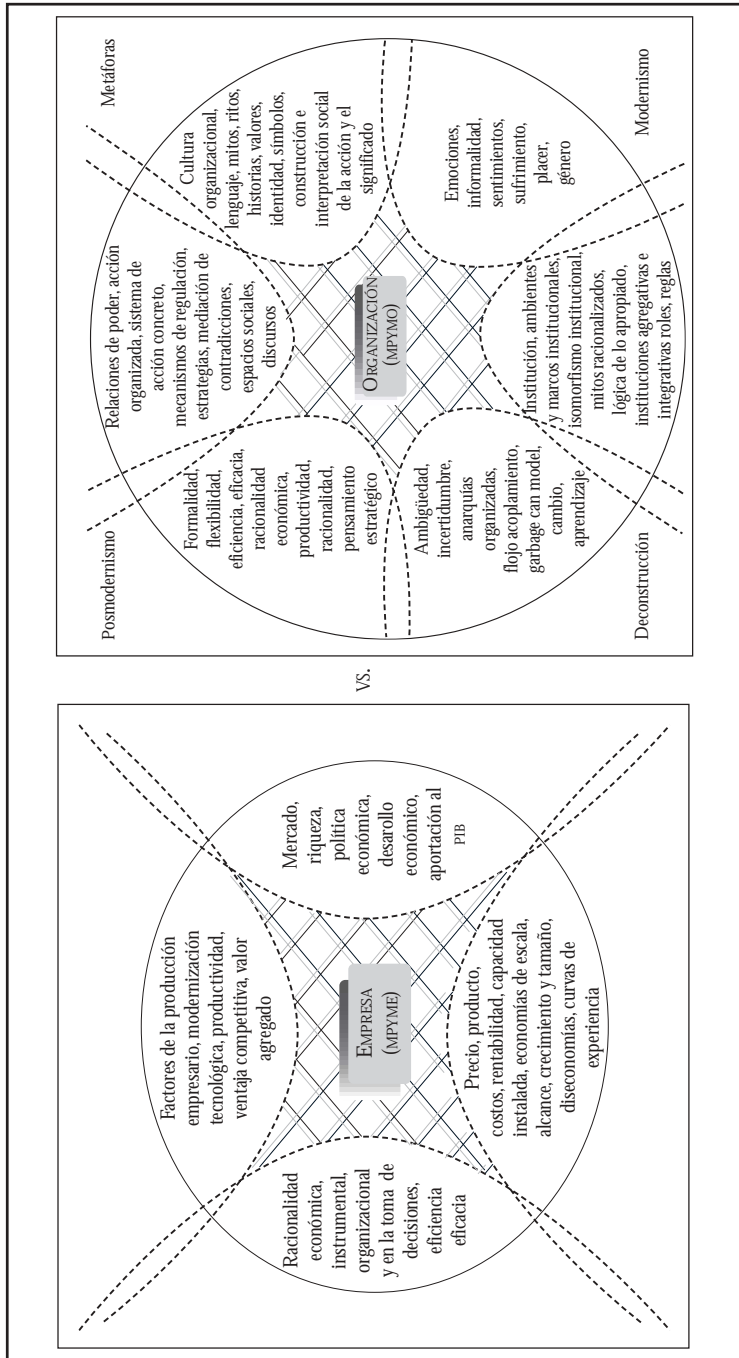 Factores de la producción
empresario, modernización
tecnológica, productividad,
ventaja competitiva, valor
agregado
Racionalidad
económica,
instrumental,
organizacional
y en la toma de
decisiones,
eficiencia
eficacia
EMPRESA
(MPYME)
Mercado,
riqueza,
política
económica,
desarollo
económico,
aportación al
PIB
Precio, producto,
costos, rentabilidad, capacidad
instalada, economías de escala,
alcance, crecimiento y tamaño,
diseconomías, curvas de
experiencia
VS.
Posmodernismo
Metáforas
Relaciones de poder, acción
organizada, sistema de
acción concreto,
mecanismos de regulación,
estrategias, mediación de
contradicciones,
espacios sociales,
discursos
Formalidad,
flexibilidad,
eficiencia, eficacia,
racionalidad
económica,
productividad,
racionalidad,
pensamiento
estratégico
Cultura
organizacional,
lenguaje, mitos, ritos,
historias, valores,
identidad, símbolos,
construcción e
interpretación social
de la acción y el
significado
ORGANIZACIÓN
(MPYMO)
Ambigüedad,
incertidumbre,
anarquías
organizadas,
flojo acoplamiento,
garbage can model,
cambio,
aprendizaje
Emociones,
informalidad,
sentimientos,
sufrimiento,
placer,
género
Institución, ambientes
y marcos institucionales,
isomorfismo institucional,
mitos racionalizados,
lógica de lo apropiado,
instituciones agregativas e
integrativas roles, reglas
Deconstrucción
Modernismo